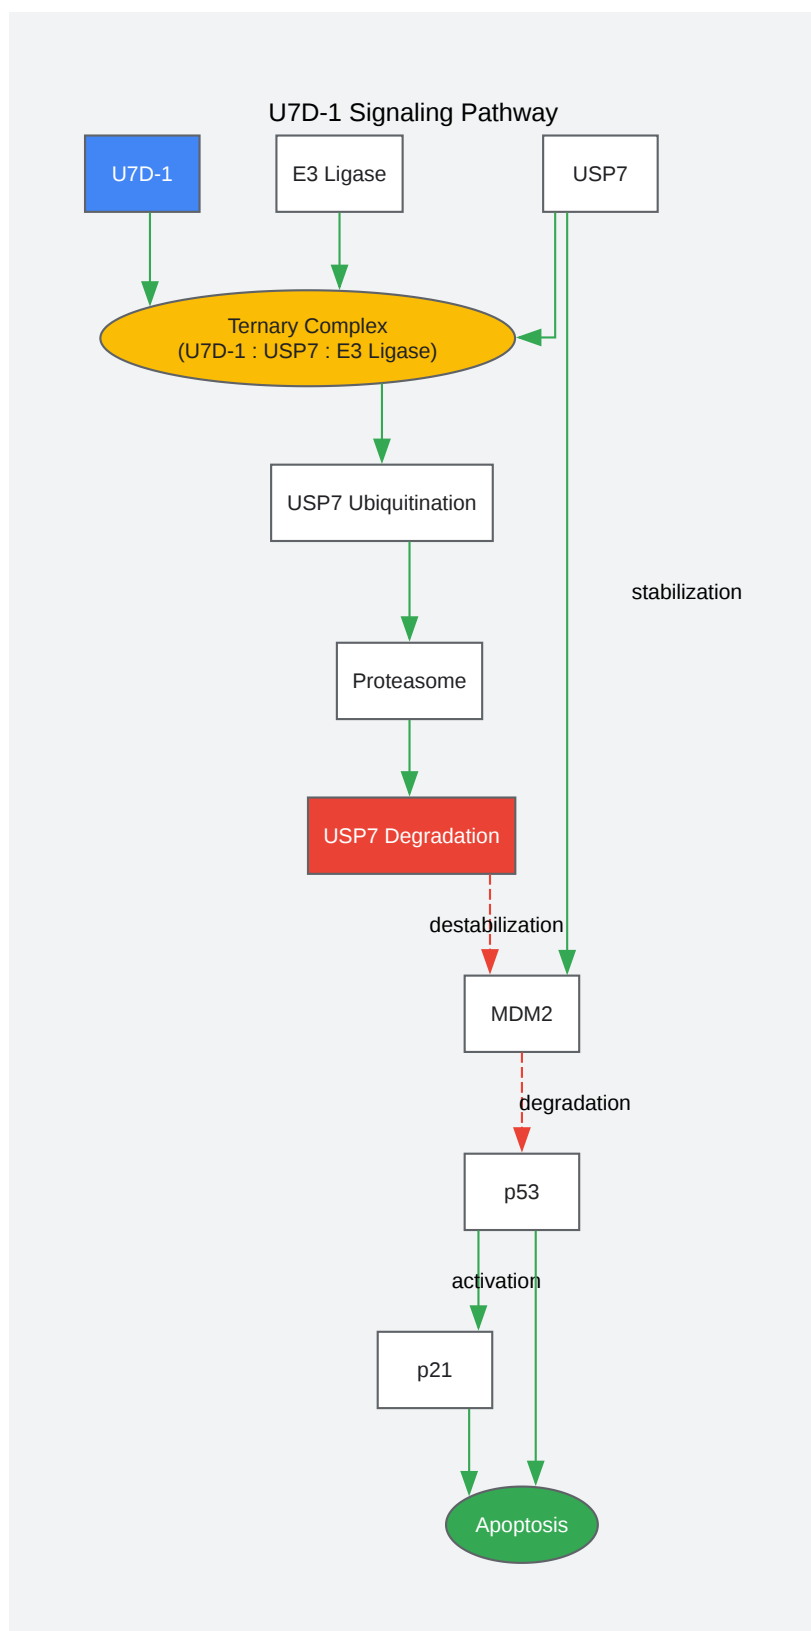 U7D-1 Signaling Pathway
U7D-1
E3 Ligase
USP7
Ternary Complex
(U7D-1 : USP7 : E3 Ligase)
USP7 Ubiquitination
stabilization
Proteasome
USP7 Degradation
destabilization
MDM2
degradation
p53
activation
p21
Apoptosis